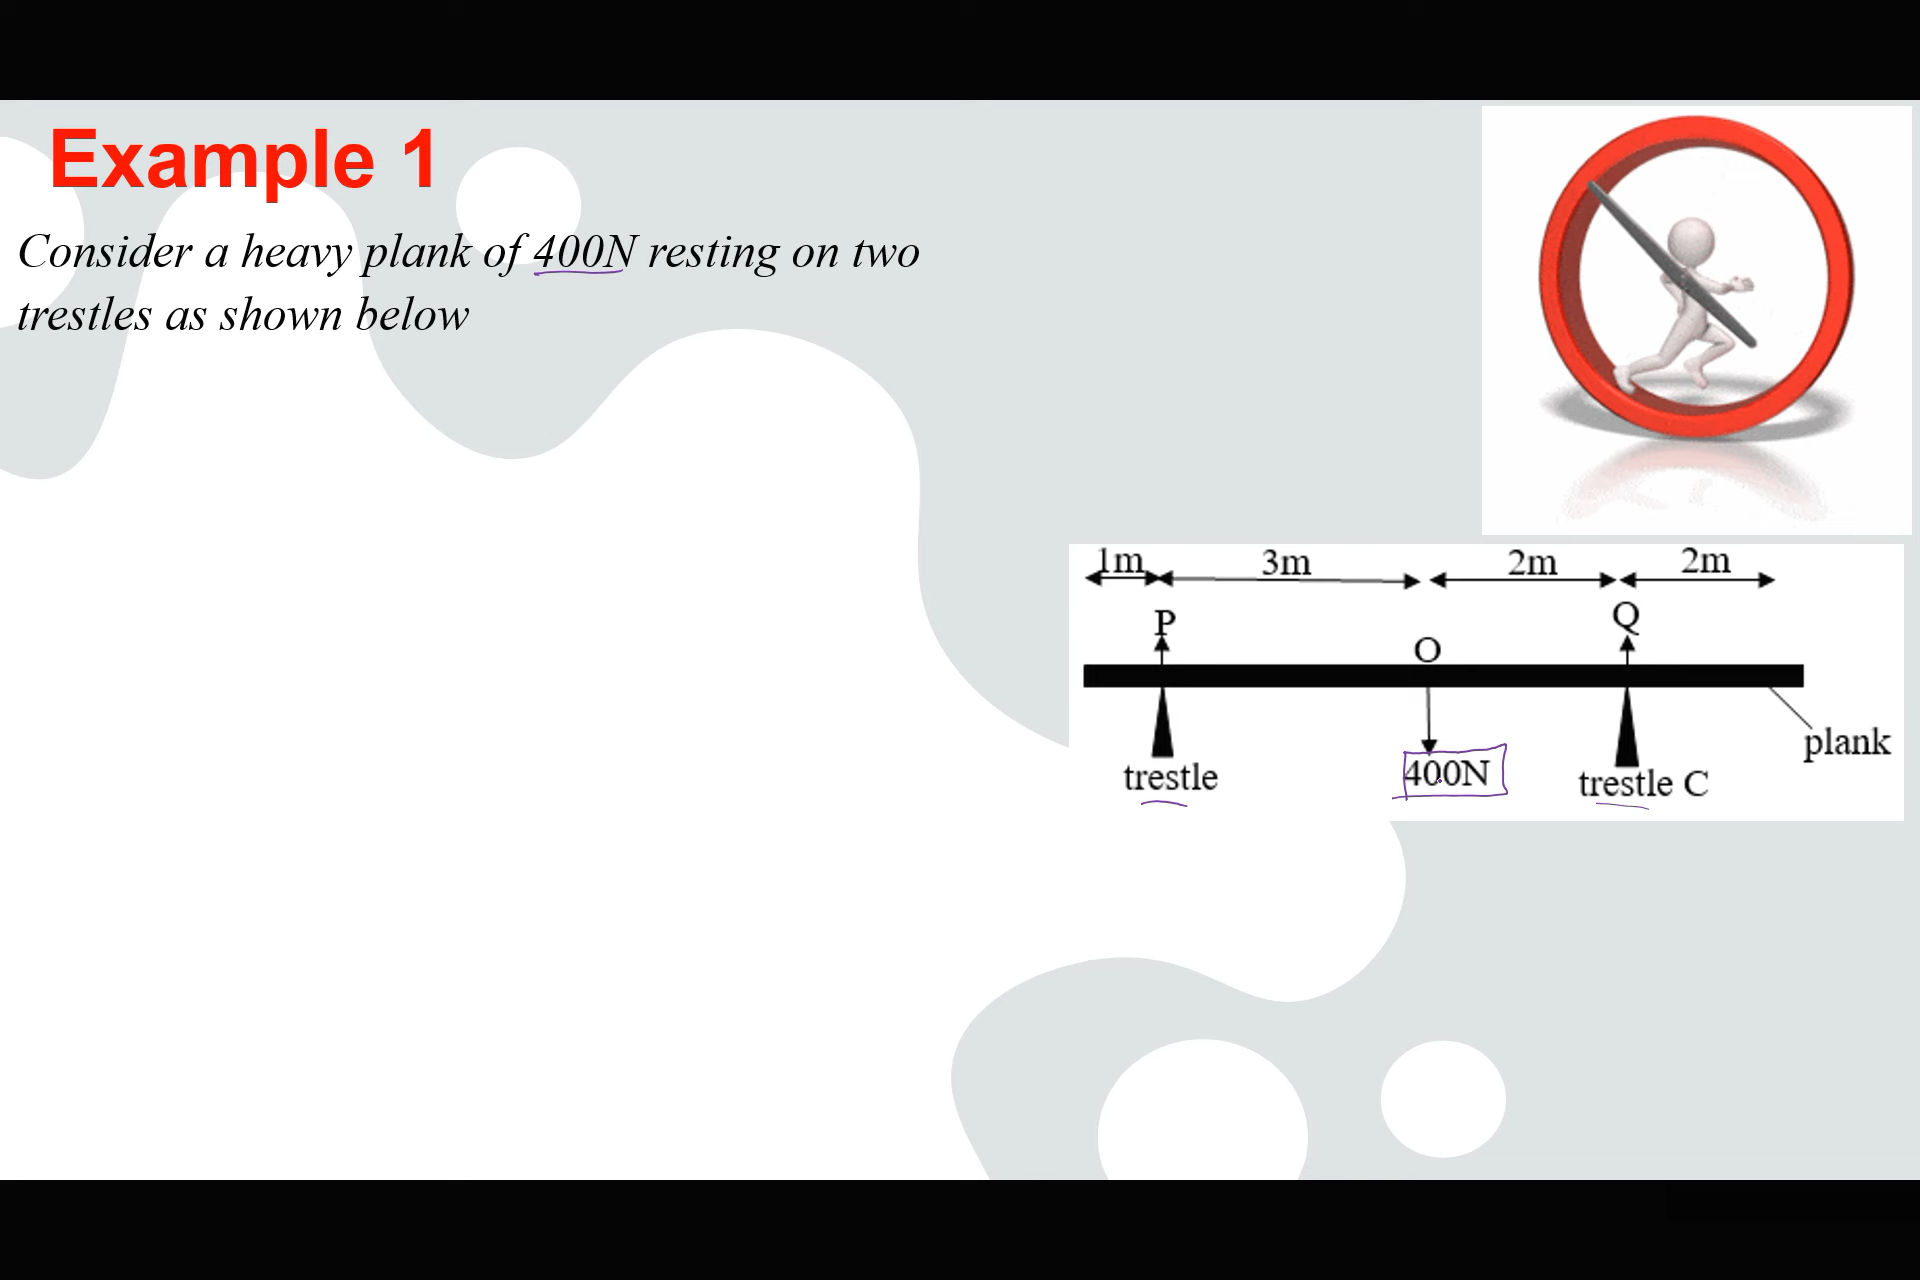 Example 1
Consider a heavy plank of 400N resting on two
trestles as shown below
1m 3m 2m 2m
P Q
O
plank
trestle 400N trestle C